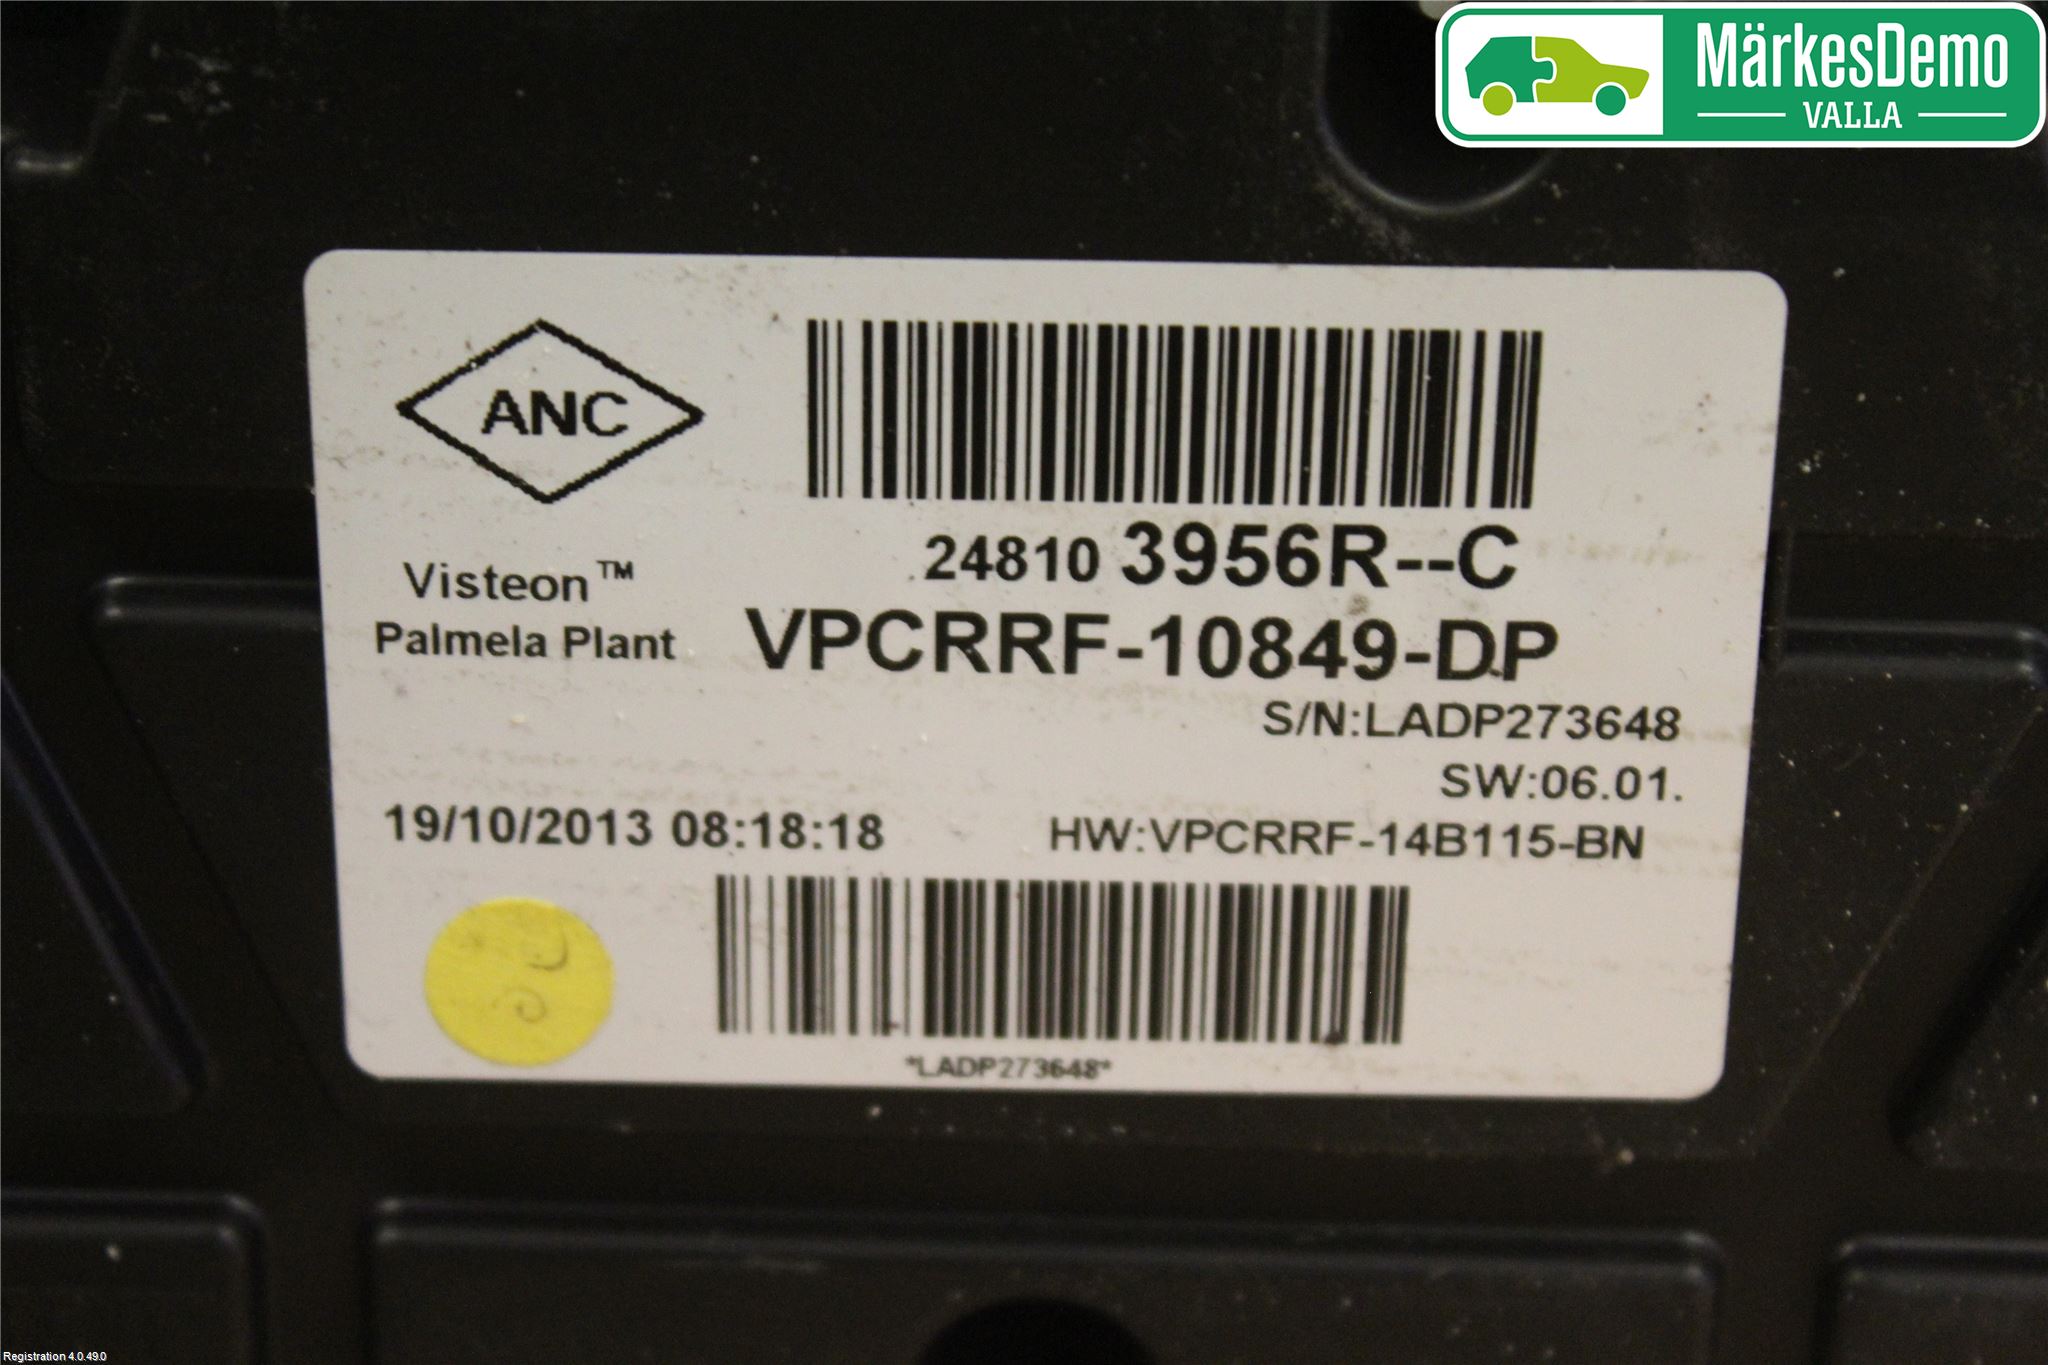 MärkesDemo
VALLA
ANC
24810 3956R--C
Visteon™
Palmela Plant
VPCRRF-10849-DP
S/N:LADP273648
SW:06.01.
19/10/2013 08:18:18
HW:VPCRRF-14B115-BN
*LADP273648*
Registration 4.0.49.0